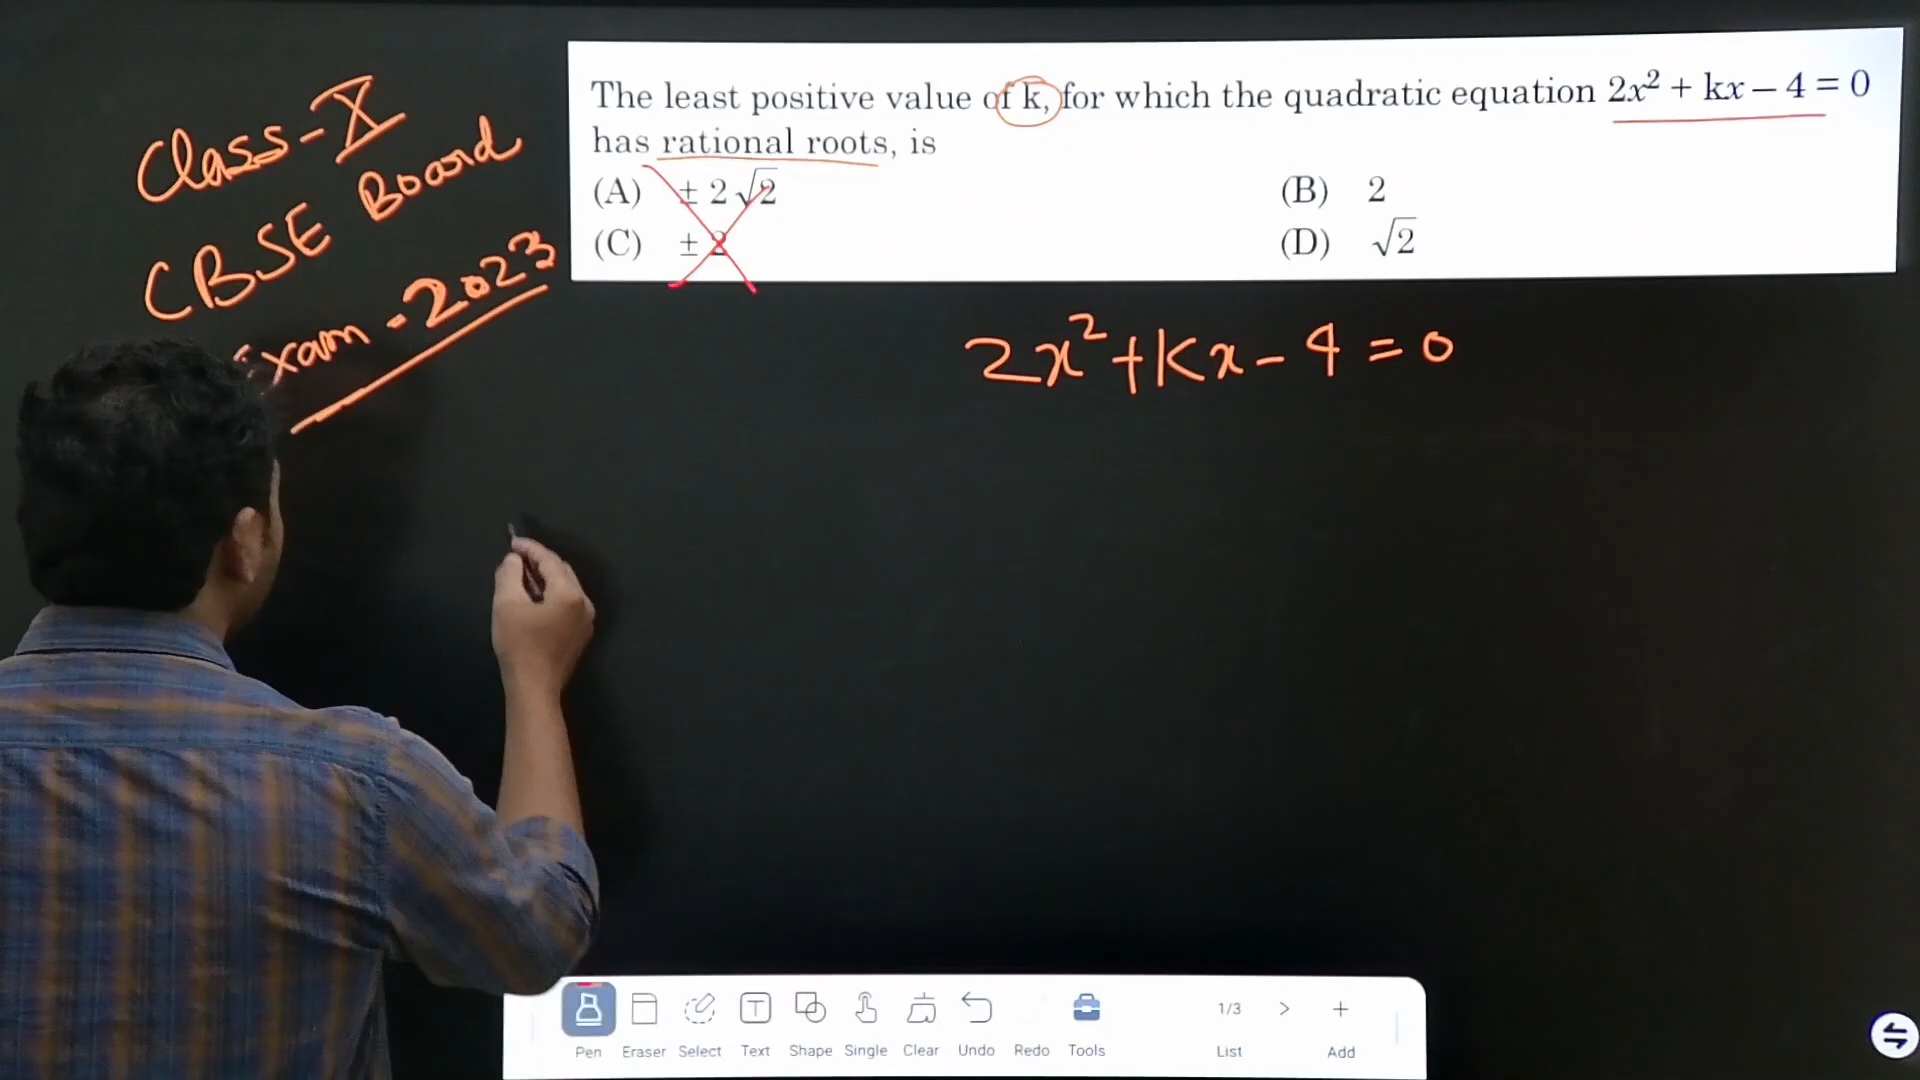 Class-X
CBSE Board
Exam - 2023
The least positive value of k, for which the quadratic equation 2x² + kx – 4 = 0
has rational roots, is
(A) ± 2√2
(B) 2
(C) ± 2
(D) √2
2x² + Kx - 4 = 0
Pen Eraser Select Text Shape Single Clear Undo Redo Tools
1/3 > +
List Add